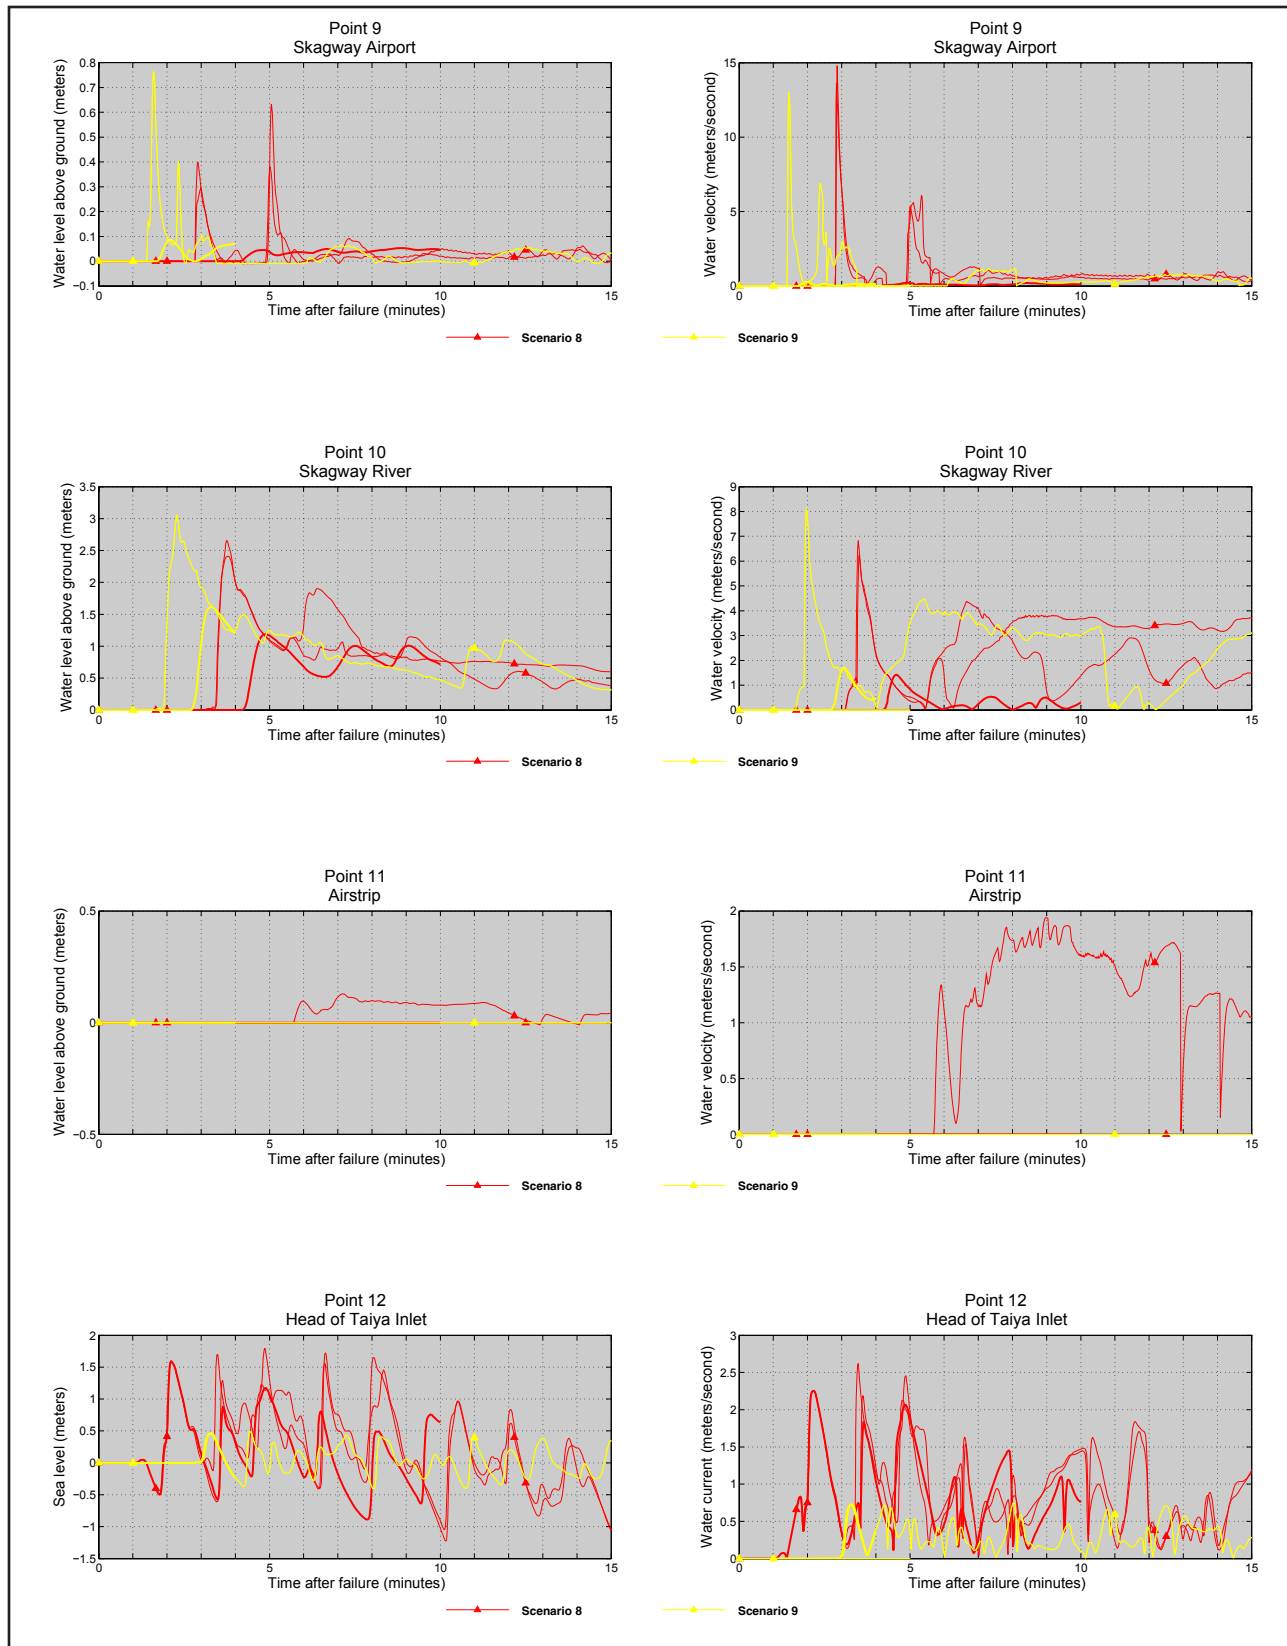 Point 9
Skagway Airport
Water level above ground (meters)
0.8
0.7
0.6
0.5
0.4
0.3
0.2
0.1
0
−0.1
0 5 10 15
Time after failure (minutes)
Point 9
Skagway Airport
Water velocity (meters/second)
15
10
5
0
0 5 10 15
Time after failure (minutes)
Scenario 8 Scenario 9
Point 10
Skagway River
Water level above ground (meters)
3.5
3
2.5
2
1.5
1
0.5
0
0 5 10 15
Time after failure (minutes)
Point 10
Skagway River
Water velocity (meters/second)
9
8
7
6
5
4
3
2
1
0
0 5 10 15
Time after failure (minutes)
Scenario 8 Scenario 9
Point 11
Airstrip
Water level above ground (meters)
0.5
0
−0.5
0 5 10 15
Time after failure (minutes)
Point 11
Airstrip
Water velocity (meters/second)
2
1.5
1
0.5
0
0 5 10 15
Time after failure (minutes)
Scenario 8 Scenario 9
Point 12
Head of Taiya Inlet
Sea level (meters)
2
1.5
1
0.5
0
−0.5
−1
−1.5
0 5 10 15
Time after failure (minutes)
Point 12
Head of Taiya Inlet
Water current (meters/second)
3
2.5
2
1.5
1
0.5
0
0 5 10 15
Time after failure (minutes)
Scenario 8 Scenario 9